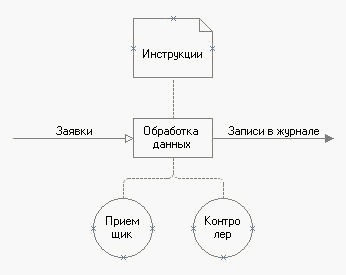 Инструкции
Заявки
Обработка
данных
Записи в журнале
Прием
щик
Контро
лер